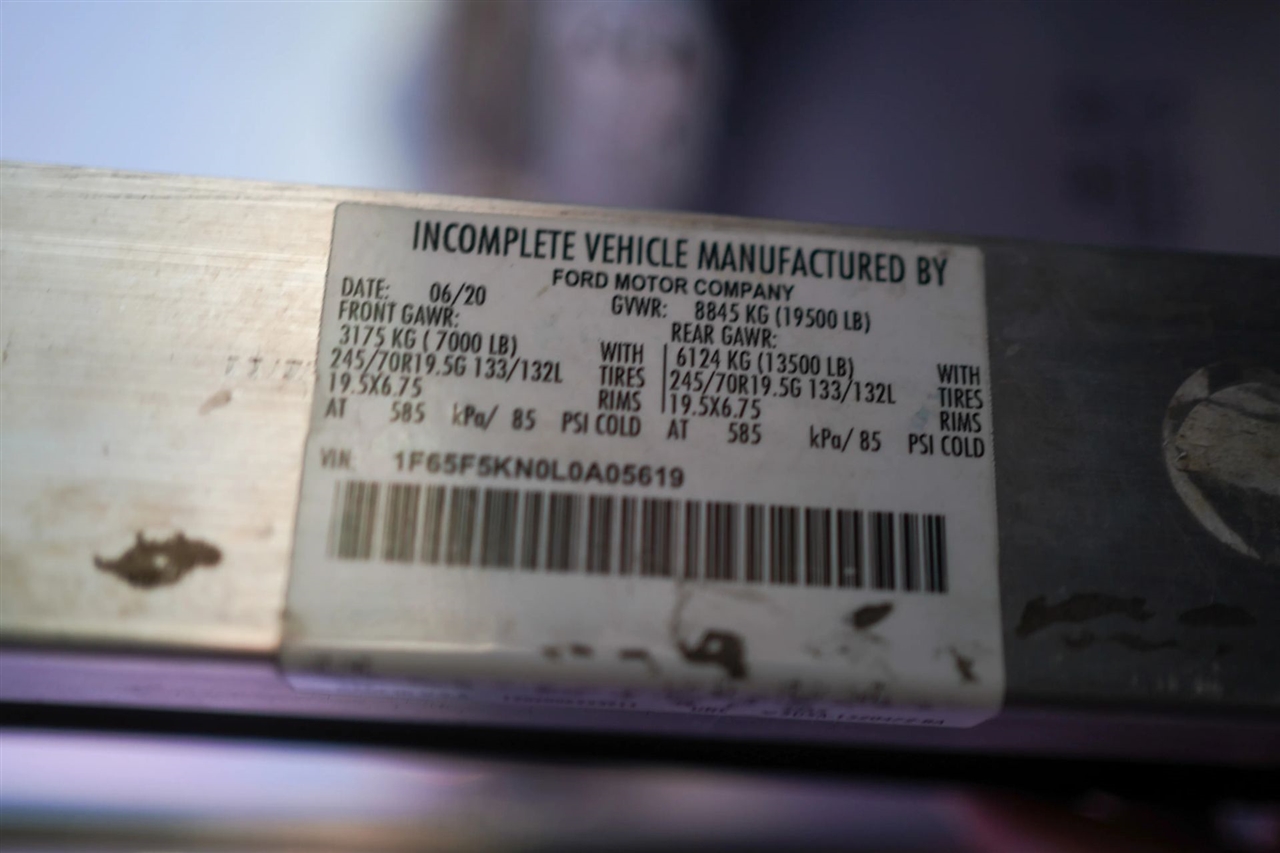 INCOMPLETE VEHICLE MANUFACTURED BY
FORD MOTOR COMPANY
DATE: 06/20 GVWR: 8845 KG (19500 LB)
FRONT GAWR: REAR GAWR:
3175 KG ( 7000 LB) WITH 6124 KG (13500 LB) WITH
245/70R19.5G 133/132L TIRES 245/70R19.5G 133/132L TIRES
19.5X6.75 RIMS 19.5X6.75 RIMS
AT 585 kPa/ 85 PSI COLD AT 585 kPa/ 85 PSI COLD
VIN 1F65F5KN0L0A05619